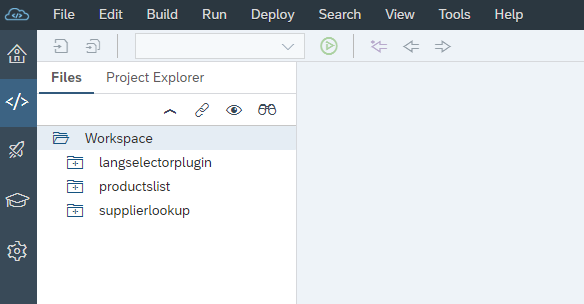 File Edit Build Run Deploy Search View Tools Help
Files Project Explorer
Workspace
langselectorplugin
productslist
supplierlookup